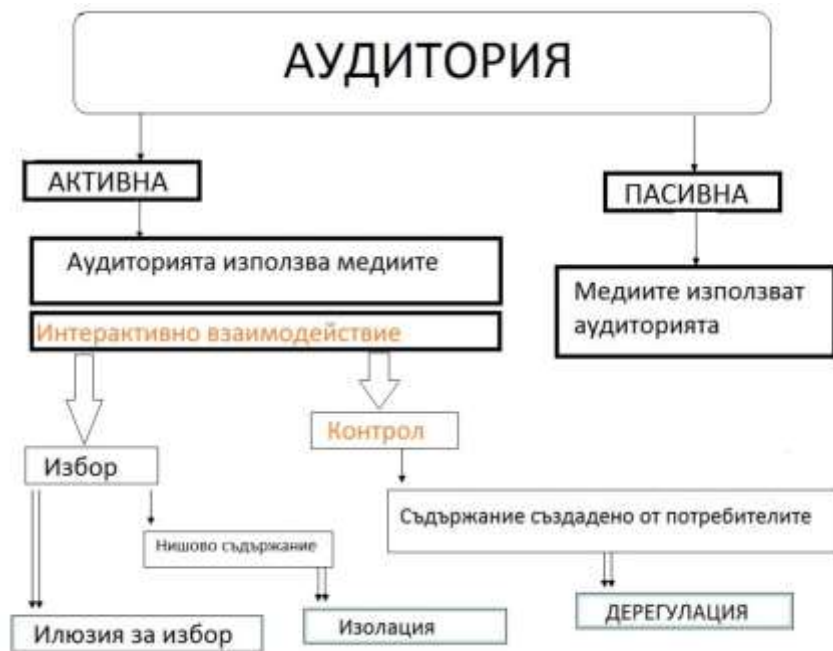 АУДИТОРИЯ
АКТИВНА
ПАСИВНА
Аудиторията използва медиите
Медиите използват
аудиторията
Интерактивно взаимодействие
Контрол
Избор
Съдържание създадено от потребителите
Нишово съдържание
Илюзия за избор
Изолация
ДЕРЕГУЛАЦИЯ